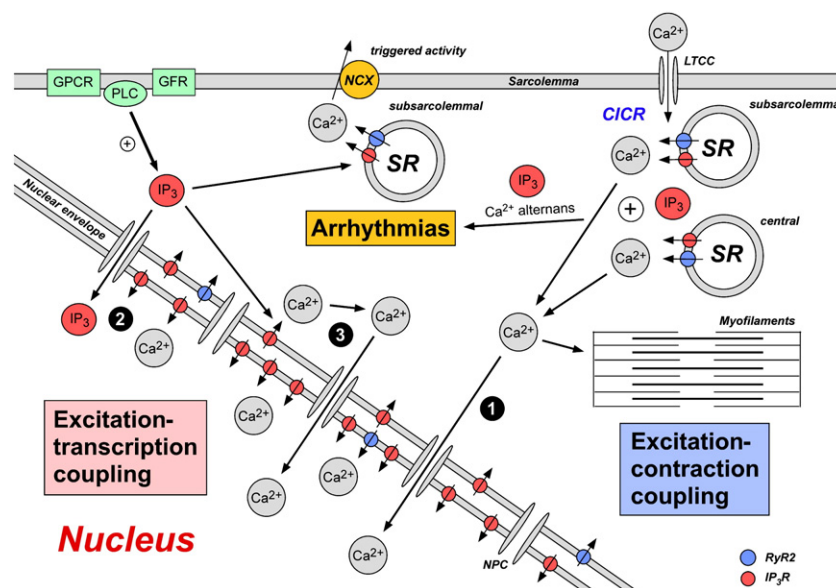 Ca2+
triggered activity
LTCC
GPCR
GFR
NCX
Sarcolemma
PLC
subsarcolemmal
subsarcolemma
Ca2+
CICR
+
SR
Ca2+
SR
IP3
IP3
IP3
Nuclear envelope
Ca2+ alternans
+
central
Arrhythmias
Ca2+
SR
Ca2+
Ca2+
IP3
2
3
Ca2+
Myofilaments
Ca2+
1
Ca2+
Excitation-
transcription
coupling
Excitation-
contraction
coupling
Ca2+
Ca2+
Nucleus
Ca2+
NPC
RyR2
IP3R